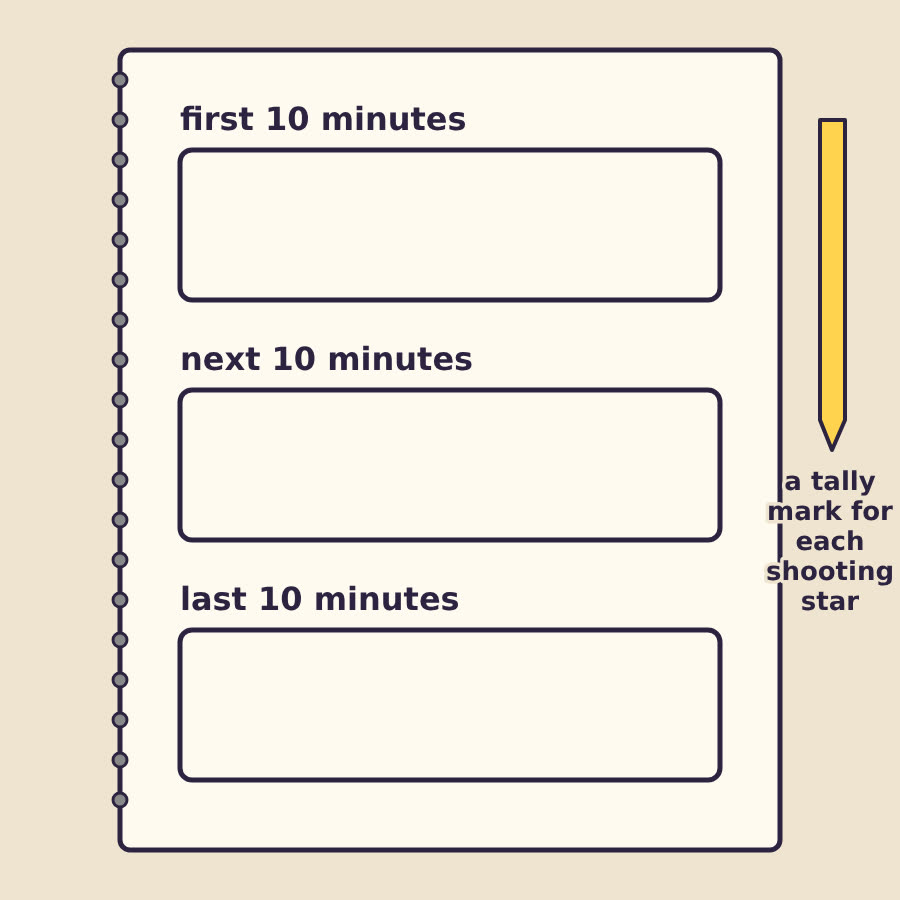 first 10 minutes
next 10 minutes
last 10 minutes
a tally
mark for
each
shooting
star